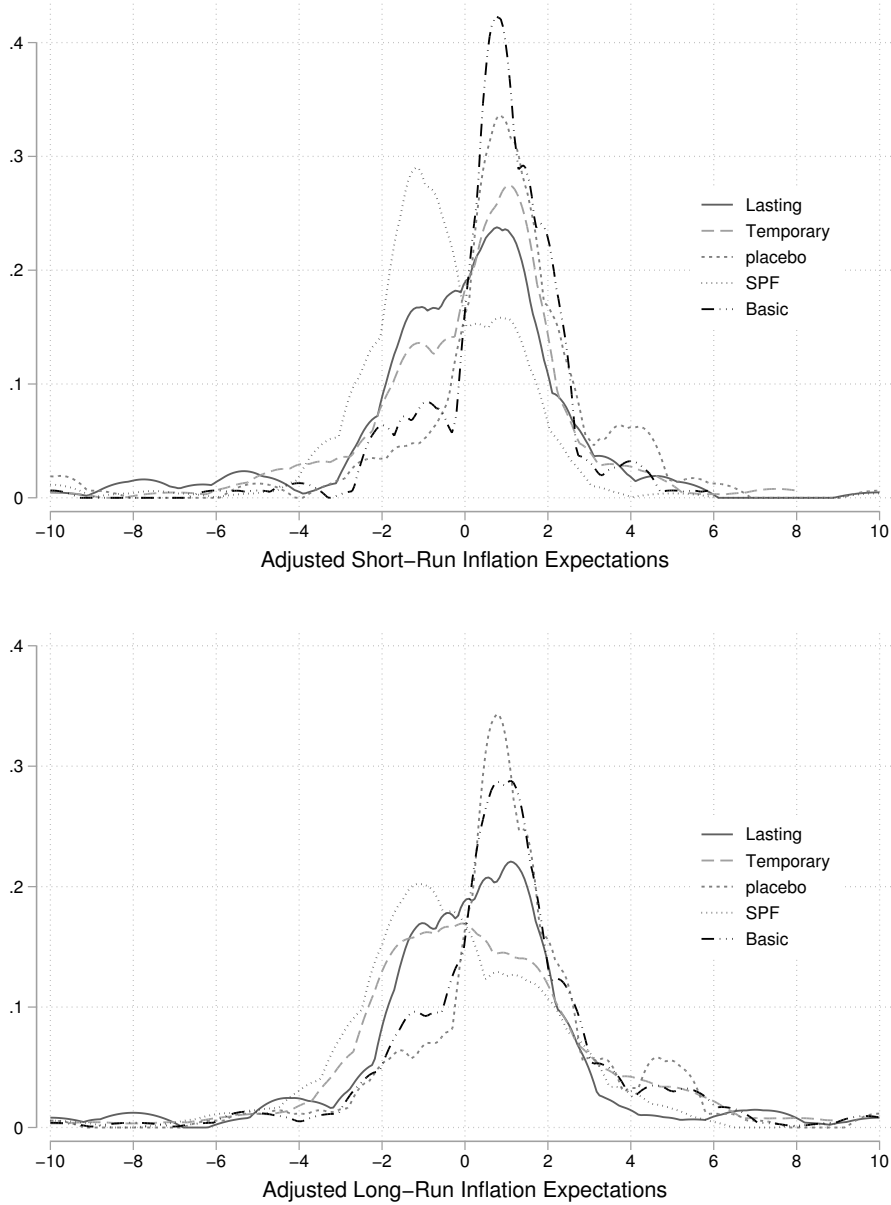 .4
.3
.2
.1
0
Lasting
Temporary
placebo
SPF
Basic
−10 −8 −6 −4 −2 0 2 4 6 8 10
Adjusted Short−Run Inflation Expectations
.4
.3
.2
.1
0
Lasting
Temporary
placebo
SPF
Basic
−10 −8 −6 −4 −2 0 2 4 6 8 10
Adjusted Long−Run Inflation Expectations